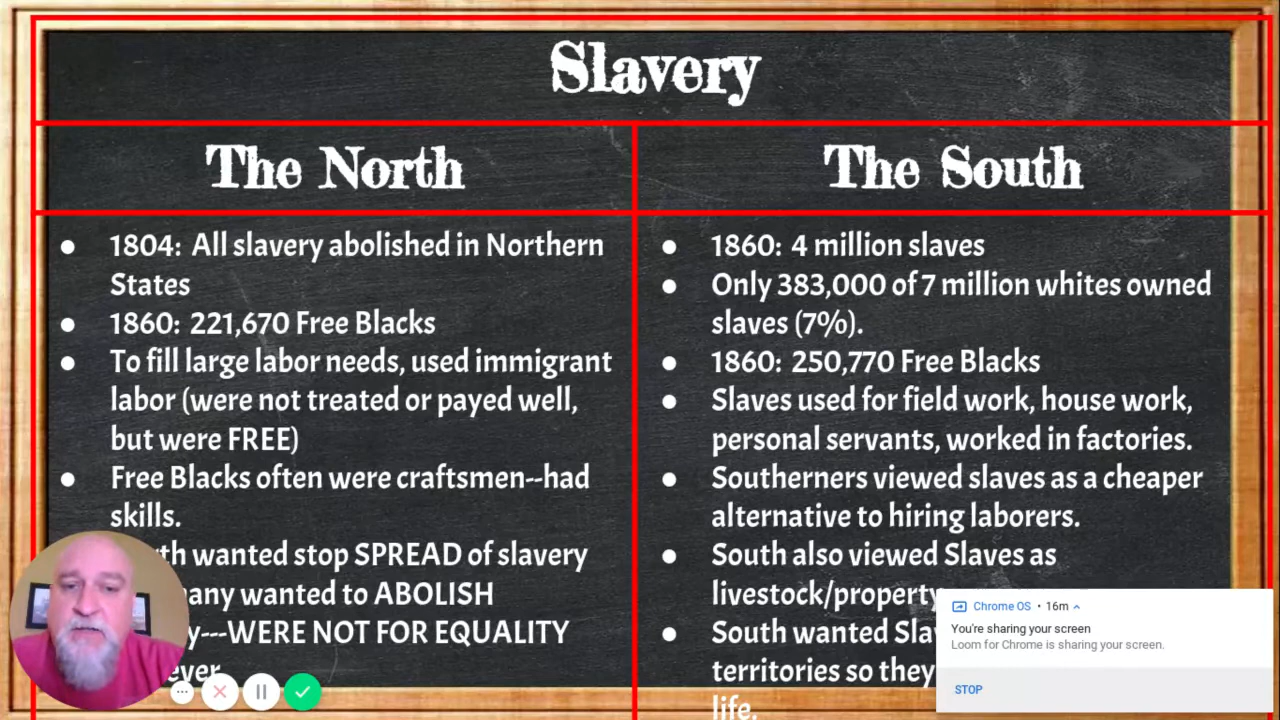 Slavery
The North
The South
● 1804: All slavery abolished in Northern
States
● 1860: 221,670 Free Blacks
● To fill large labor needs, used immigrant
labor (were not treated or payed well,
but were FREE)
● Free Blacks often were craftsmen--had
skills.
wanted stop SPREAD of slavery
wanted to ABOLISH
---WERE NOT FOR EQUALITY
● 1860: 4 million slaves
● Only 383,000 of 7 million whites owned
slaves (7%).
● 1860: 250,770 Free Blacks
● Slaves used for field work, house work,
personal servants, worked in factories.
● Southerners viewed slaves as a cheaper
alternative to hiring laborers.
● South also viewed Slaves as
livestock/property
● South wanted
territories so they
life.
Chrome OS • 16m
You're sharing your screen
Loom for Chrome is sharing your screen.
STOP